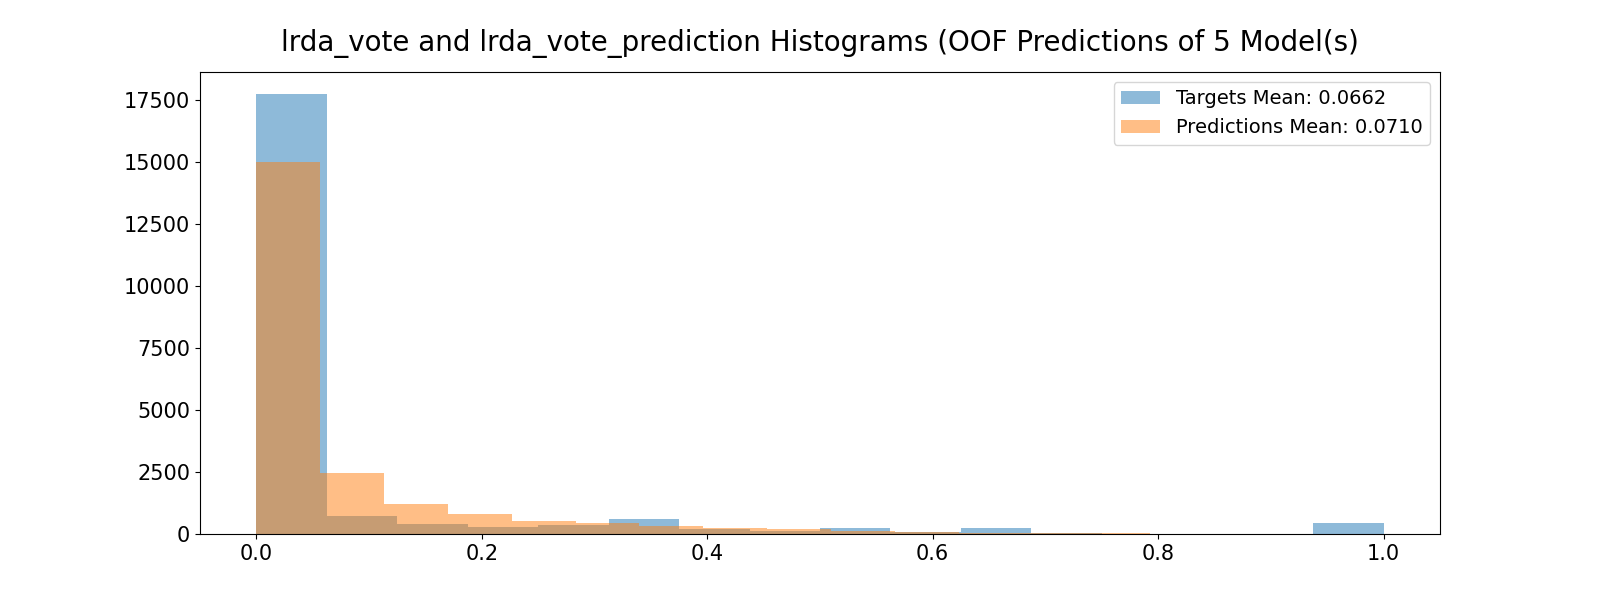 lrda_vote and lrda_vote_prediction Histograms (OOF Predictions of 5 Model(s)
Targets Mean: 0.0662
Predictions Mean: 0.0710
17500
15000
12500
10000
7500
5000
2500
0
0.0 0.2 0.4 0.6 0.8 1.0